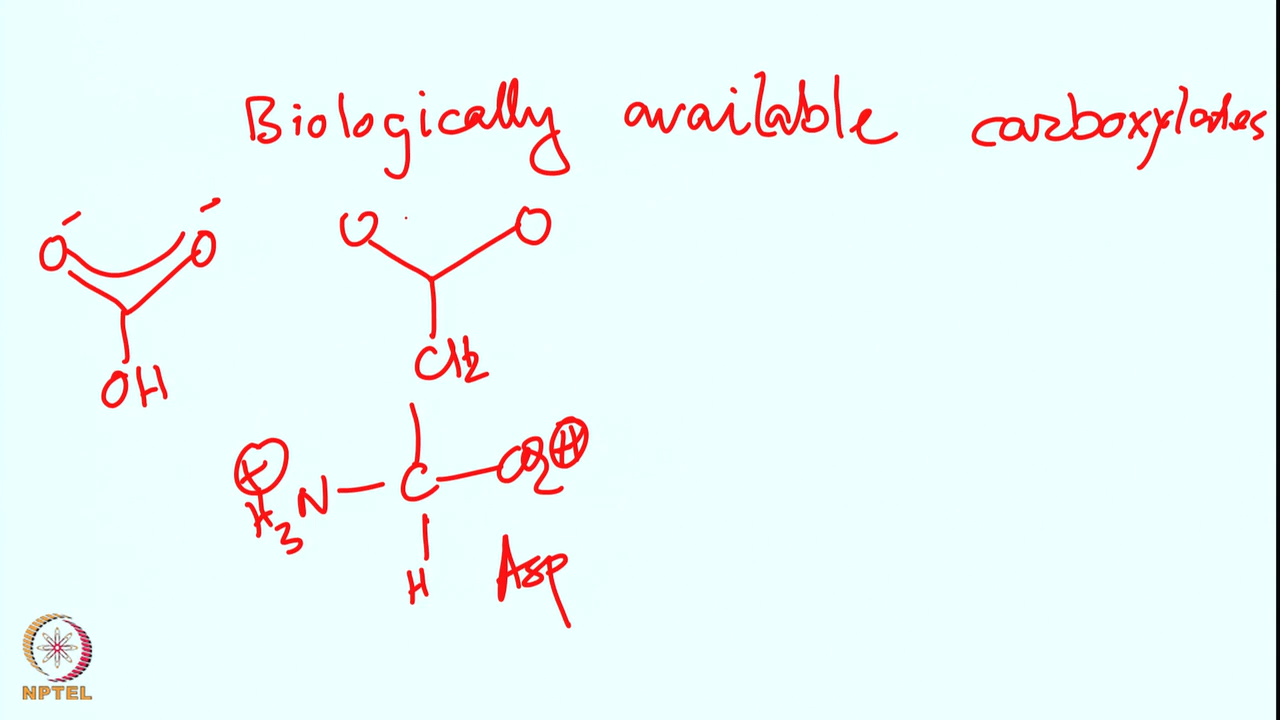 Biologically available carboxylates
O⁻ O⁻ O O
OH CH2
⊕ H3N C CO2 H
H Asp
NPTEL